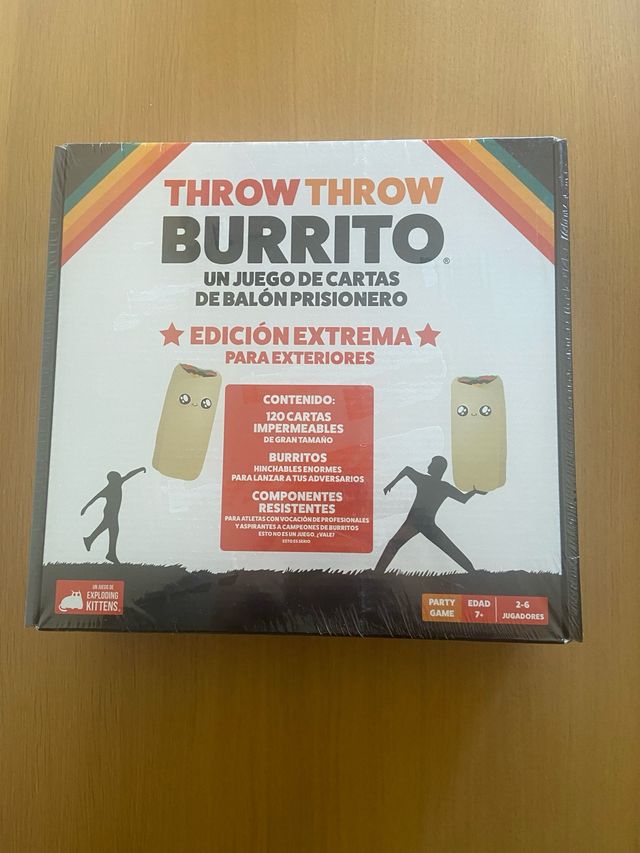 THROW THROW
BURRITO®
UN JUEGO DE CARTAS
DE BALÓN PRISIONERO
EDICIÓN EXTREMA
PARA EXTERIORES
CONTENIDO:
120 CARTAS
IMPERMEABLES
DE GRAN TAMAÑO
BURRITOS
HINCHABLES ENORMES
PARA LANZAR A TUS ADVERSARIOS
COMPONENTES
RESISTENTES
PARA ATLETAS CON VOCACIÓN DE PROFESIONALES
Y ASPIRANTES A CAMPEONES DE BURRITOS
ESTO NO ES UN JUEGO. ¿VALE?
ESTO ES SERIO
UN JUEGO DE
EXPLODING
KITTENS
PARTY
GAME
EDAD
7+
2-6
JUGADORES